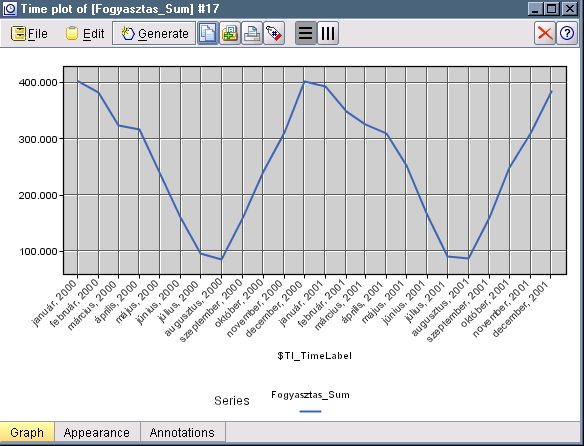 Time plot of [Fogyasztas_Sum] #17
File Edit Generate
400.000
300.000
200.000
100.000
január, 2000
február, 2000
március, 2000
április, 2000
május, 2000
június, 2000
július, 2000
augusztus, 2000
szeptember, 2000
október, 2000
november, 2000
december, 2000
január, 2001
február, 2001
március, 2001
április, 2001
május, 2001
június, 2001
július, 2001
augusztus, 2001
szeptember, 2001
október, 2001
november, 2001
december, 2001
$TI_TimeLabel
Series Fogyasztas_Sum
Graph Appearance Annotations